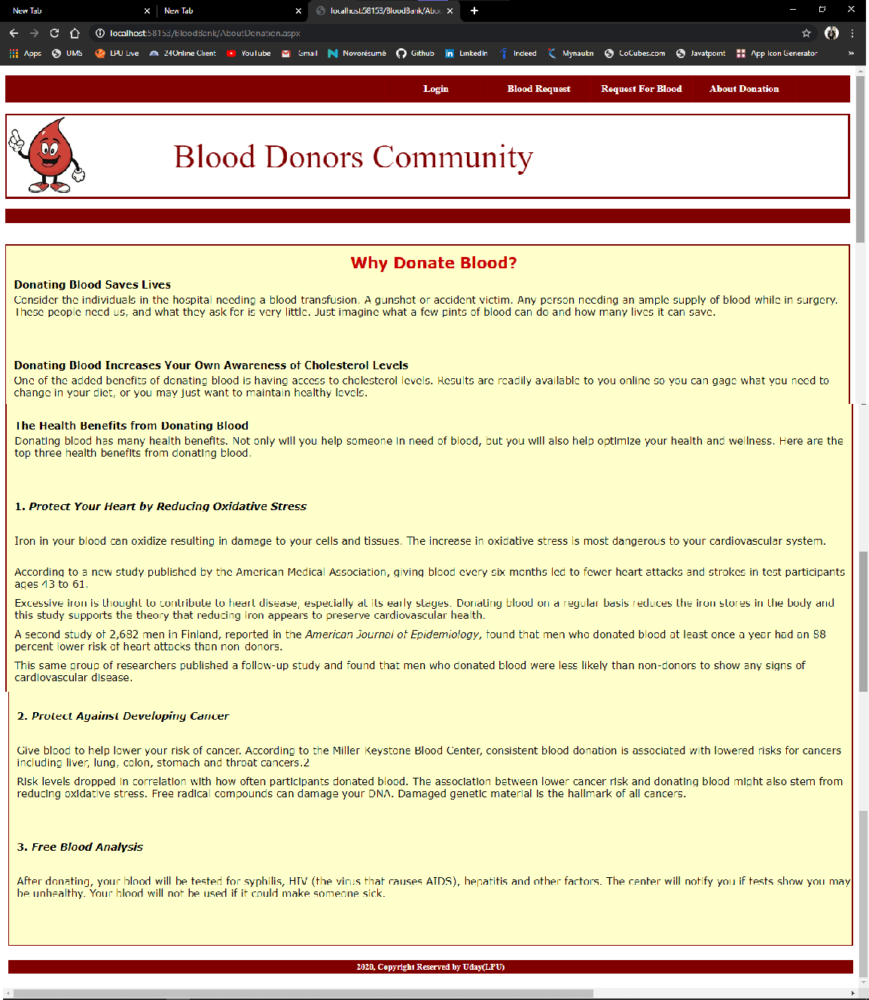 New Tab
New Tab
localhost:58153/BloodBank/Abou
localhost:58153/BloodBank/AboutDonation.aspx
Apps UMS LPU Live 24Online Client YouTube Gmail Novorésumé Github LinkedIn Indeed Mynaukri CoCubes.com Javatpoint App Icon Generator »
Login Blood Request Request For Blood About Donation
Blood Donors Community
Why Donate Blood?
Donating Blood Saves Lives
Consider the individuals in the hospital needing a blood transfusion. A gunshot or accident victim. Any person needing an ample supply of blood while in surgery.
These people need us, and what they ask for is very little. Just imagine what a few pints of blood can do and how many lives it can save.
Donating Blood Increases Your Own Awareness of Cholesterol Levels
One of the added benefits of donating blood is having access to cholesterol levels. Results are readily available to you online so you can gage what you need to
change in your diet, or you may just want to maintain healthy levels.
The Health Benefits from Donating Blood
Donating blood has many health benefits. Not only will you help someone in need of blood, but you will also help optimize your health and wellness. Here are the
top three health benefits from donating blood.
1. Protect Your Heart by Reducing Oxidative Stress
Iron in your blood can oxidize resulting in damage to your cells and tissues. The increase in oxidative stress is most dangerous to your cardiovascular system.
According to a new study published by the American Medical Association, giving blood every six months led to fewer heart attacks and strokes in test participants
ages 43 to 61.
Excessive iron is thought to contribute to heart disease, especially at its early stages. Donating blood on a regular basis reduces the iron stores in the body and
this study supports the theory that reducing iron appears to preserve cardiovascular health.
A second study of 2,682 men in Finland, reported in the American Journal of Epidemiology, found that men who donated blood at least once a year had an 88
percent lower risk of heart attacks than non-donors.
This same group of researchers published a follow-up study and found that men who donated blood were less likely than non-donors to show any signs of
cardiovascular disease.
2. Protect Against Developing Cancer
Give blood to help lower your risk of cancer. According to the Miller-Keystone Blood Center, consistent blood donation is associated with lowered risks for cancers
including liver, lung, colon, stomach and throat cancers.2
Risk levels dropped in correlation with how often participants donated blood. The association between lower cancer risk and donating blood might also stem from
reducing oxidative stress. Free radical compounds can damage your DNA. Damaged genetic material is the hallmark of all cancers.
3. Free Blood Analysis
After donating, your blood will be tested for syphilis, HIV (the virus that causes AIDS), hepatitis and other factors. The center will notify you if tests show you may
be unhealthy. Your blood will not be used if it could make someone sick.
2020, Copyright Reserved by Uday(LPU)